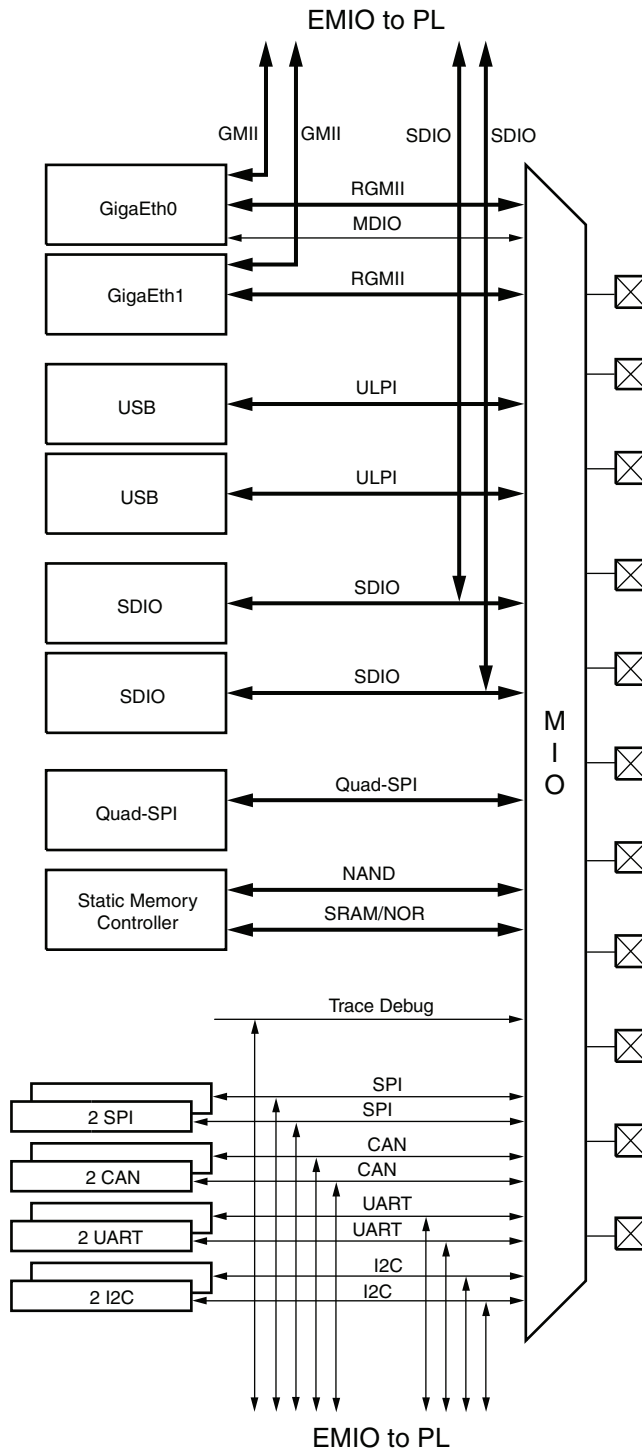 EMIO to PL
GMII
GMII
SDIO
SDIO
GigaEth0
RGMII
MDIO
GigaEth1
RGMII
USB
ULPI
USB
ULPI
SDIO
SDIO
SDIO
SDIO
M
I
O
Quad-SPI
Quad-SPI
Static Memory
Controller
NAND
SRAM/NOR
Trace Debug
SPI
2 SPI
SPI
CAN
2 CAN
CAN
UART
2 UART
UART
I2C
2 I2C
I2C
EMIO to PL